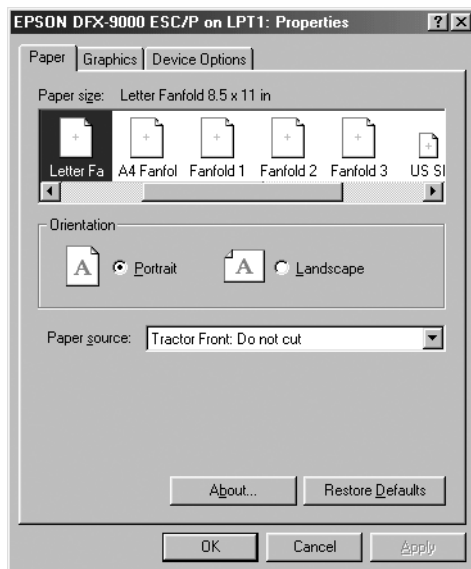 EPSON DFX-9000 ESC/P on LPT1: Properties
Paper Graphics Device Options
Paper size: Letter Fanfold 8.5 x 11 in
Letter Fa A4 Fanfol Fanfold 1 Fanfold 2 Fanfold 3 US S
Orientation
A Portrait A Landscape
Paper source: Tractor Front: Do not cut
About... Restore Defaults
OK Cancel Apply